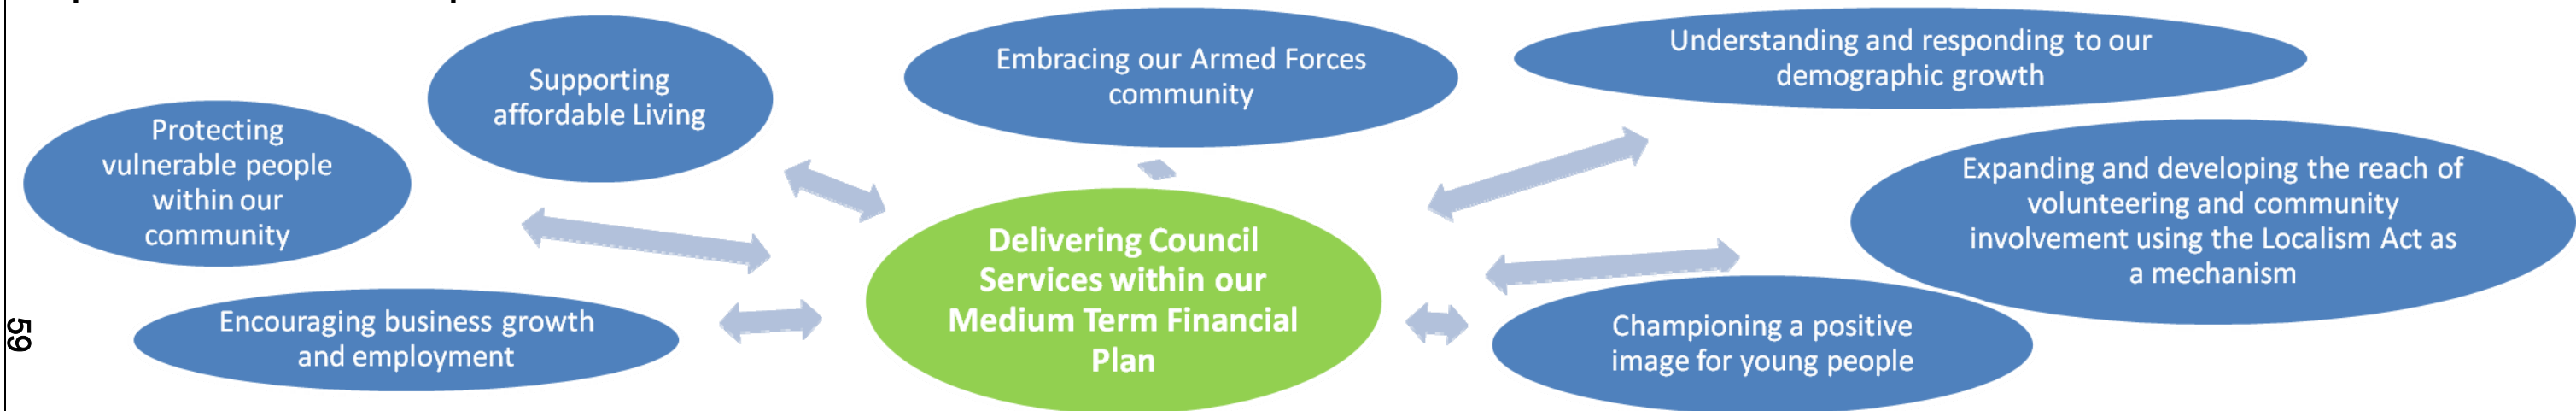 Supporting
affordable Living
Embracing our Armed Forces
community
Understanding and responding to our
demographic growth
Protecting
vulnerable people
within our
community
Expanding and developing the reach of
volunteering and community
involvement using the Localism Act as
a mechanism
Delivering Council
Services within our
Medium Term Financial
Plan
Encouraging business growth
and employment
Championing a positive
image for young people
59